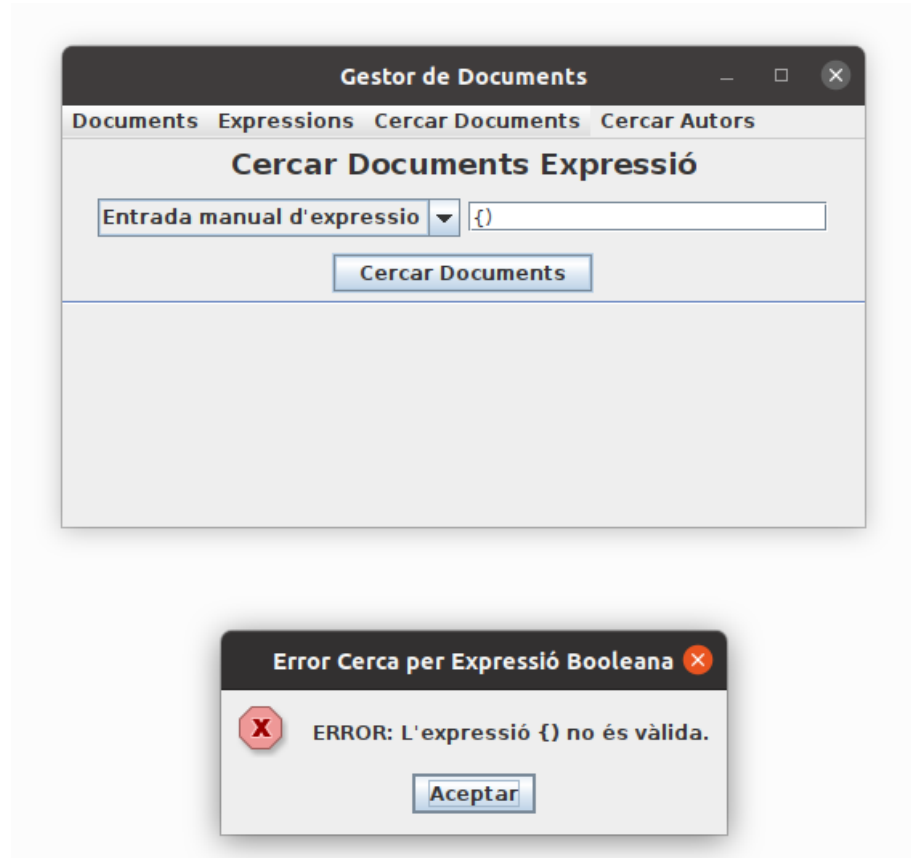 Gestor de Documents
Documents Expressions Cercar Documents Cercar Autors
Cercar Documents Expressió
Entrada manual d'expressio {)
Cercar Documents
Error Cerca per Expressió Booleana
ERROR: L'expressió {) no és vàlida.
Aceptar